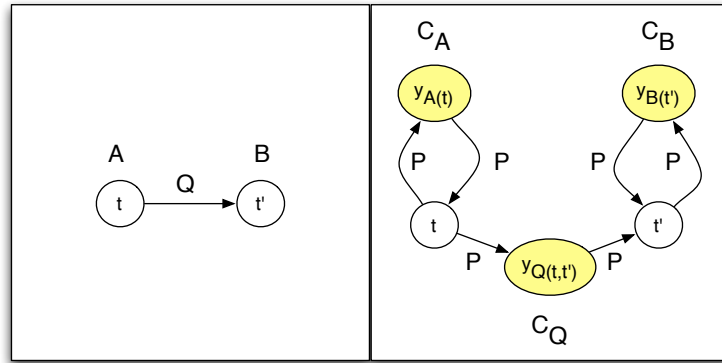 A B
Q
t t'
C_A C_B
y_A(t) y_B(t')
P P P P
t t'
P y_Q(t,t') P
C_Q